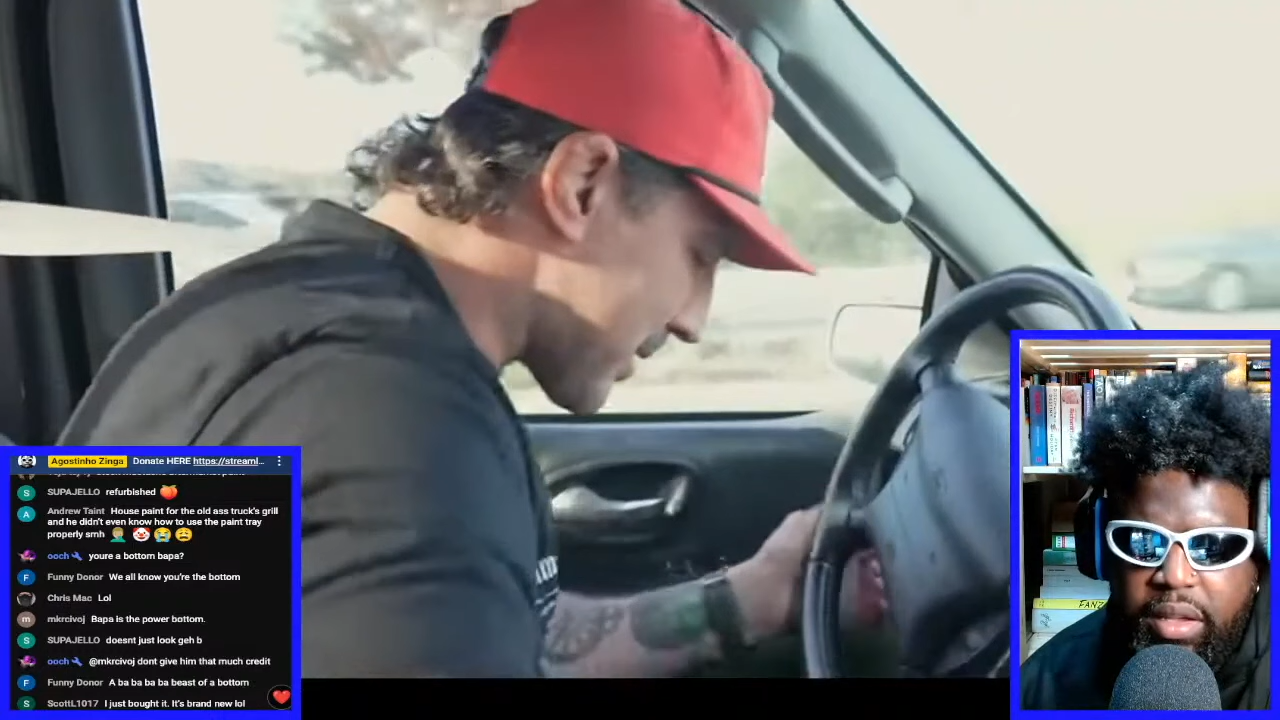 Agostinho Zinga Donate HERE https://streaml...
SUPAJELLO refurbished
Andrew Taint House paint for the old ass truck's grill
and he didn't even know how to use the paint tray
properly smh
ooch youre a bottom bapa?
Funny Donor We all know you're the bottom
Chris Mac Lol
mkrcivoj Bapa is the power bottom.
SUPAJELLO doesnt just look geh b
ooch @mkrcivoj dont give him that much credit
Funny Donor A ba ba ba ba beast of a bottom
ScottL1017 I just bought it. It's brand new lol
FANZ